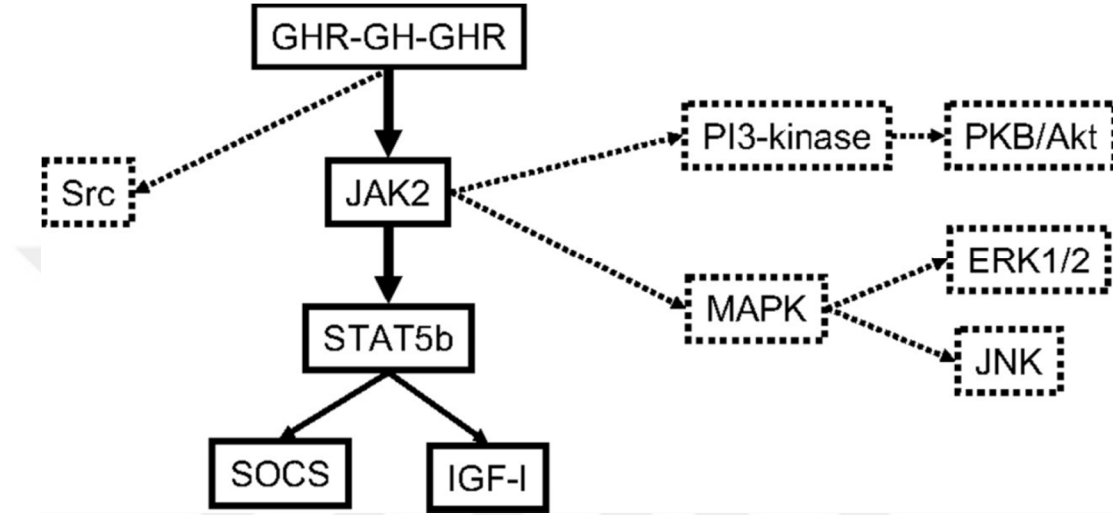 GHR-GH-GHR
PI3-kinase
PKB/Akt
Src
JAK2
ERK1/2
MAPK
STAT5b
JNK
SOCS
IGF-I